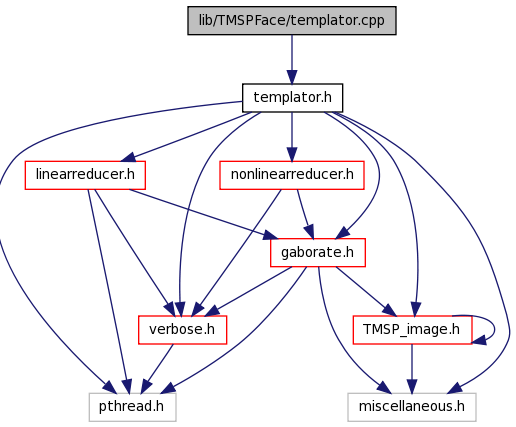 lib/TMSPFace/templator.cpp
templator.h
linearreducer.h
nonlinearreducer.h
gaborate.h
verbose.h
TMSP_image.h
pthread.h
miscellaneous.h